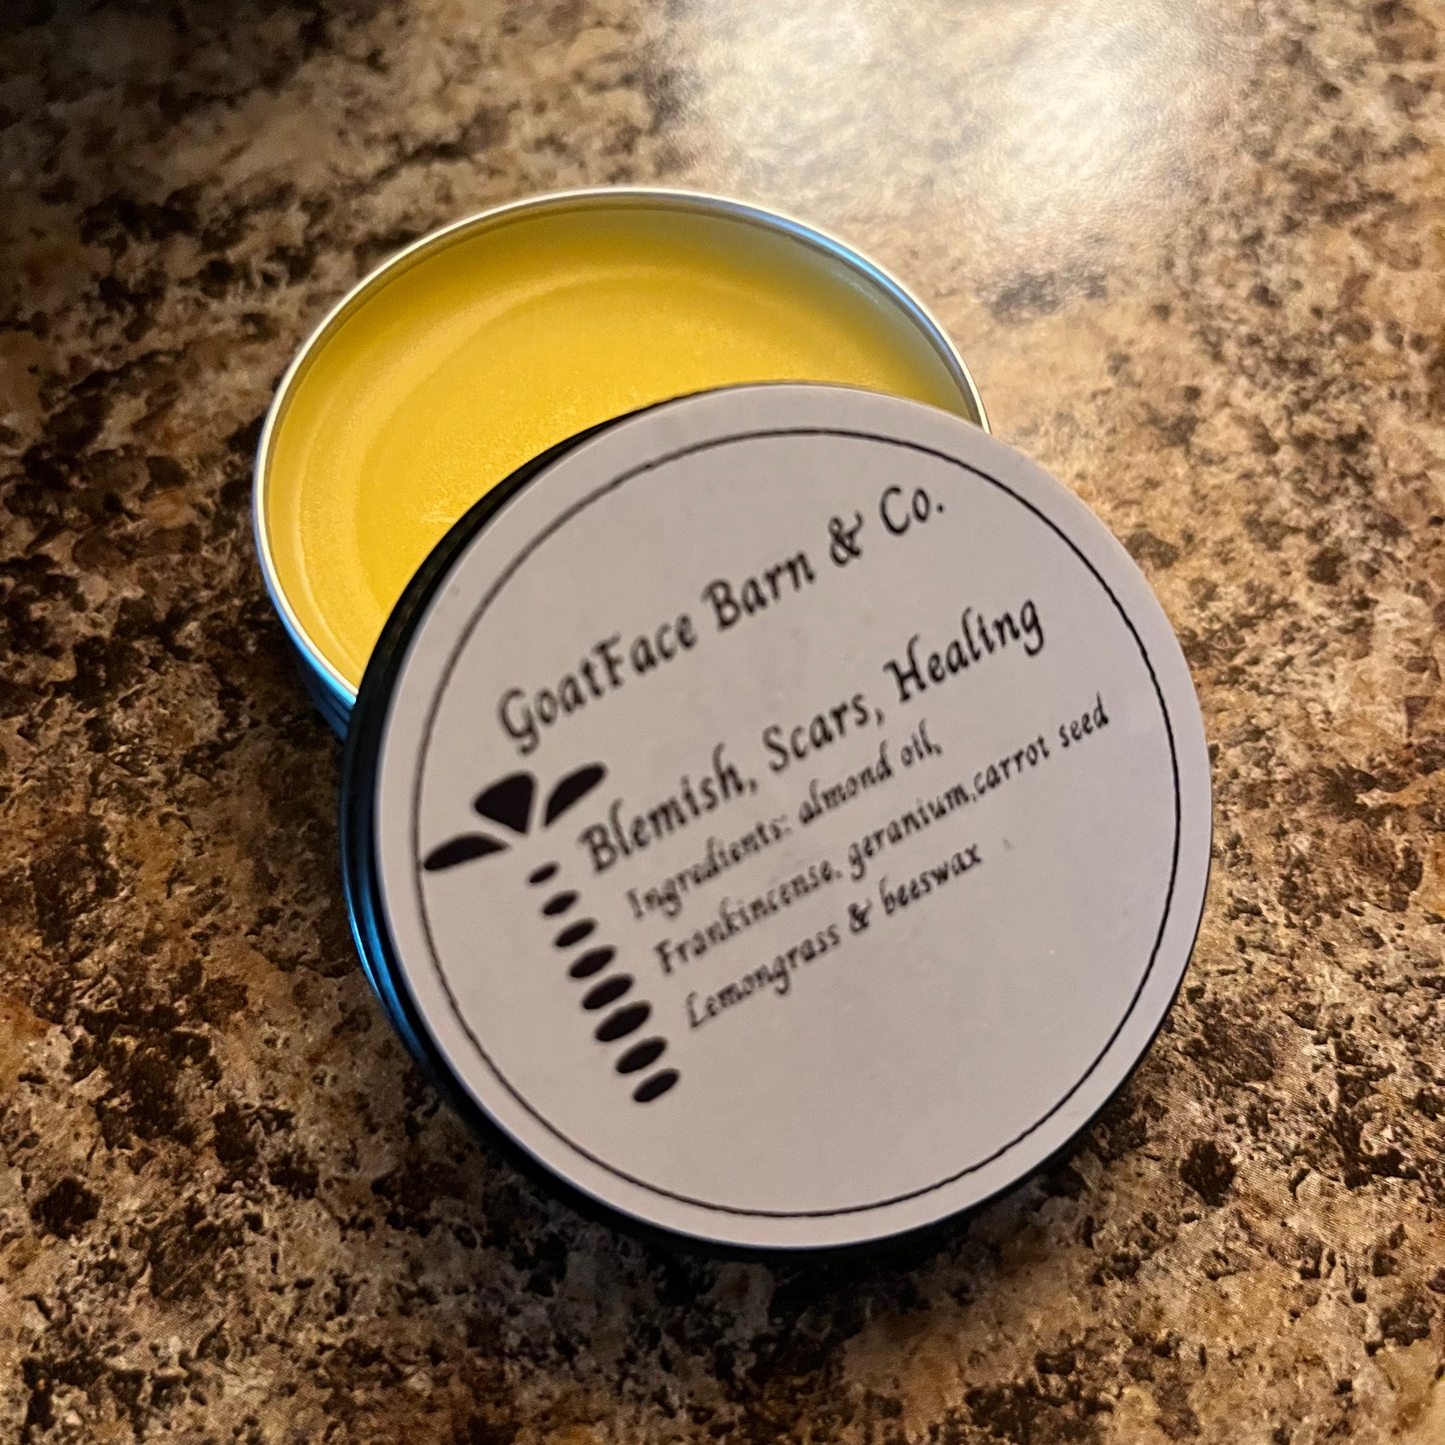 GoatFace Barn & Co.
Blemish, Scars, Healing
Ingredients: almond oil,
Frankincense, geranium,carrot seed
Lemongrass & beeswax